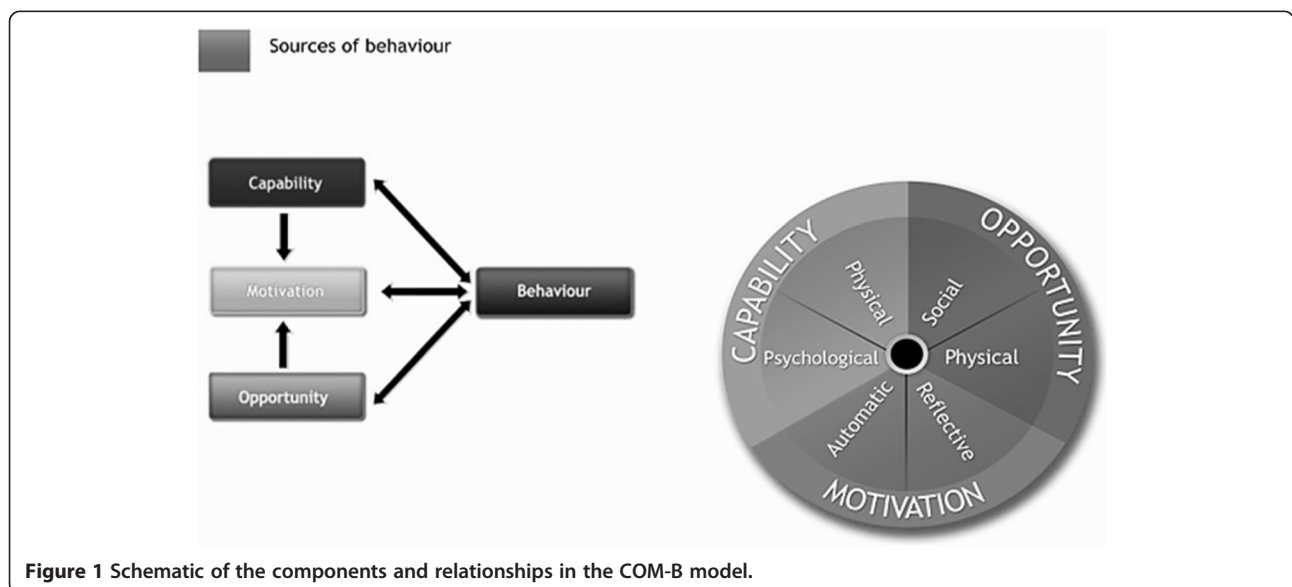 Sources of behaviour
Capability
Motivation
Behaviour
Opportunity
CAPABILITY
OPPORTUNITY
MOTIVATION
Physical
Social
Psychological
Physical
Automatic
Reflective
Figure 1 Schematic of the components and relationships in the COM-B model.